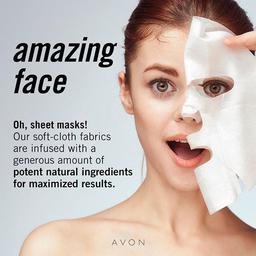 amazing
face
Oh, sheet masks!
Our soft-cloth fabrics
are infused with a
generous amount of
potent natural ingredients
for maximized results.
AVON